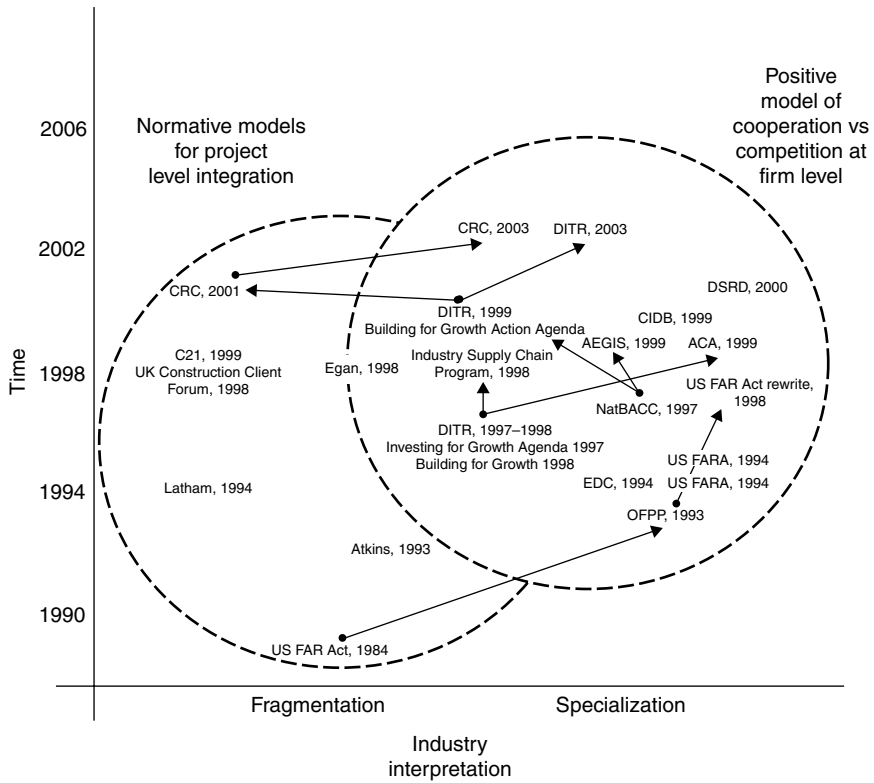 Positive
model of
cooperation vs
competition at
firm level
Normative models
for project
level integration
2006
2002
1998
1994
1990
Time
CRC, 2003
DITR, 2003
CRC, 2001
DSRD, 2000
DITR, 1999
Building for Growth Action Agenda
CIDB, 1999
AEGIS, 1999
ACA, 1999
C21, 1999
UK Construction Client
Forum, 1998
Egan, 1998
Industry Supply Chain
Program, 1998
US FAR Act rewrite,
1998
NatBACC, 1997
DITR, 1997–1998
Investing for Growth Agenda 1997
Building for Growth 1998
US FARA, 1994
US FARA, 1994
EDC, 1994
Latham, 1994
OFPP, 1993
Atkins, 1993
US FAR Act, 1984
Fragmentation
Specialization
Industry
interpretation